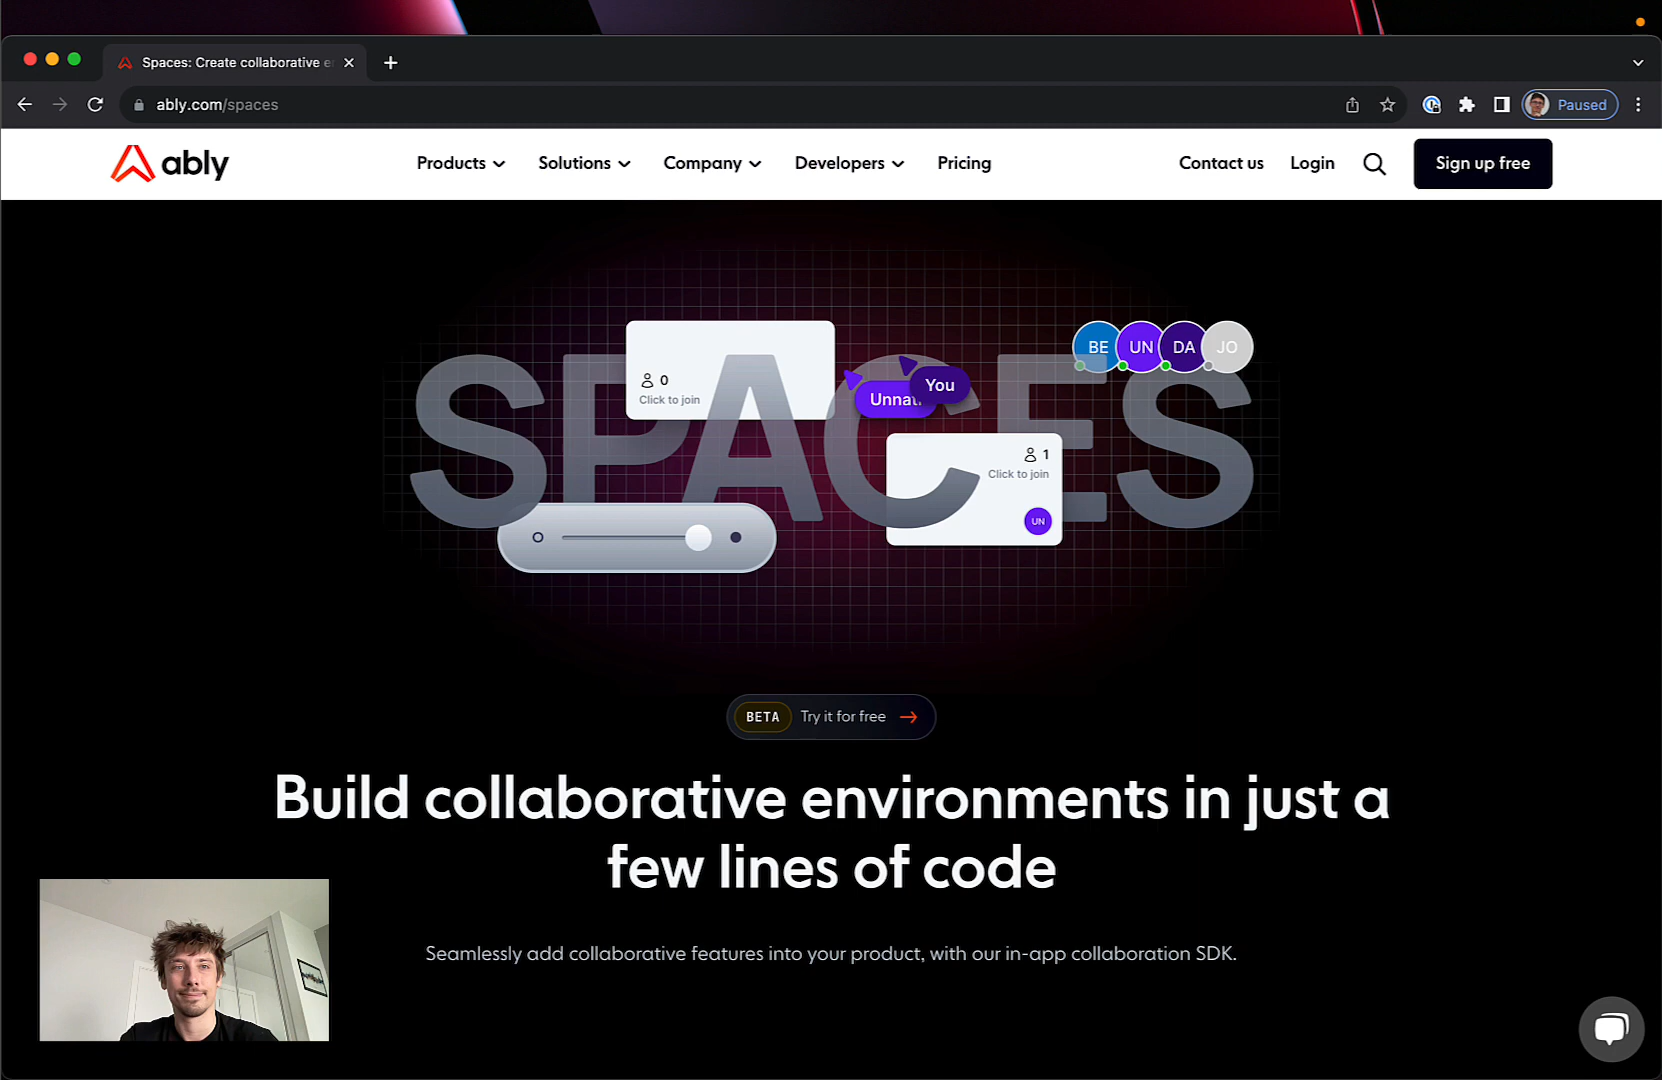 Spaces: Create collaborative e
ably.com/spaces
Paused
ably
Products
Solutions
Company
Developers
Pricing
Contact us
Login
Sign up free
SPACES
0
Click to join
Unnati
You
BE
UN
DA
JO
1
Click to join
UN
BETA
Try it for free
Build collaborative environments in just a
few lines of code
Seamlessly add collaborative features into your product, with our in-app collaboration SDK.